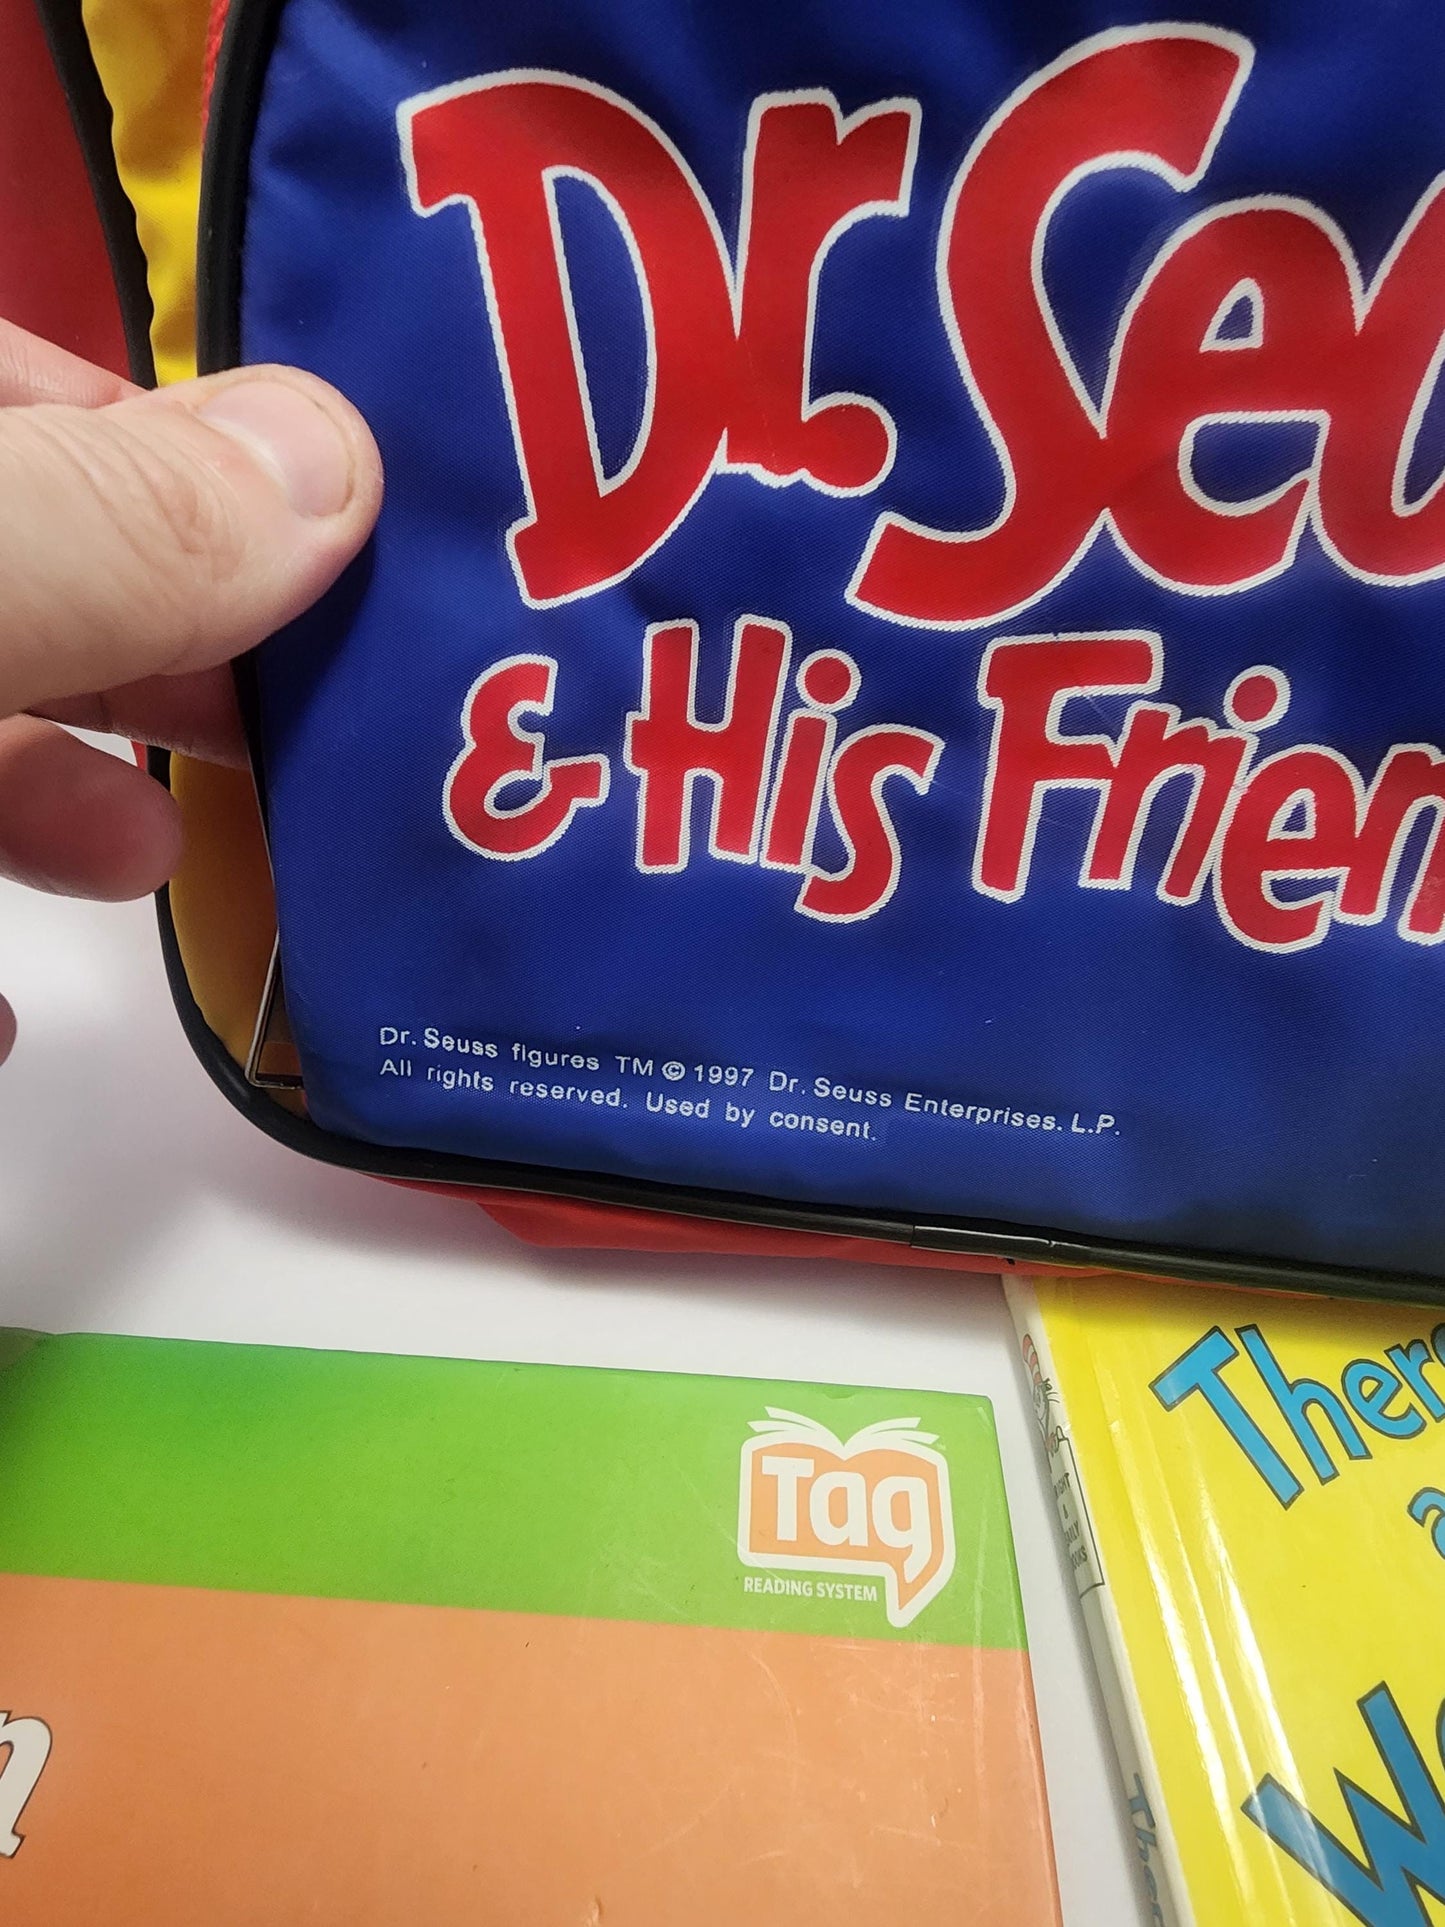 Dr. Seu
& His Frien
Dr. Seuss figures TM © 1997 Dr. Seuss Enterprises. L.P.
All rights reserved. Used by consent.
Tag
READING SYSTEM
n
Ther
a
We